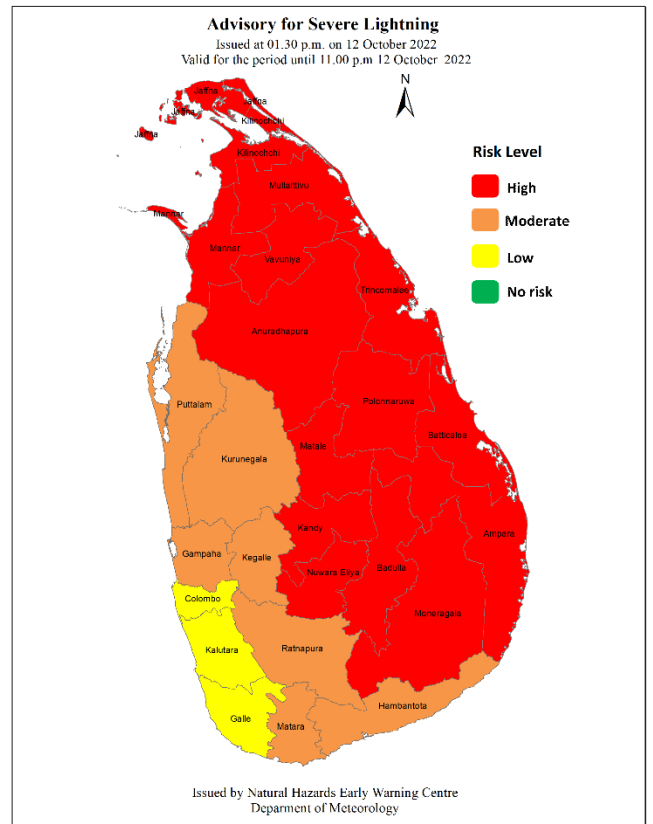 Advisory for Severe Lightning
Issued at 01.30 p.m. on 12 October 2022
Valid for the period until 11.00 p.m 12 October 2022
N
Jaffna
Jaffna
Jaffna
Kilinochchi
Jaffna
Kilinochchi
Mullaitivu
Mannar
Mannar
Vavuniya
Trincomalee
Anuradhapura
Puttalam
Polonnaruwa
Kurunegala
Matale
Batticaloa
Kandy
Ampara
Gampaha
Kegalle
Nuwara Eliya
Badulla
Colombo
Moneragala
Kalutara
Ratnapura
Hambantota
Galle
Matara
Risk Level
High
Moderate
Low
No risk
Issued by Natural Hazards Early Warning Centre
Deparment of Meteorology